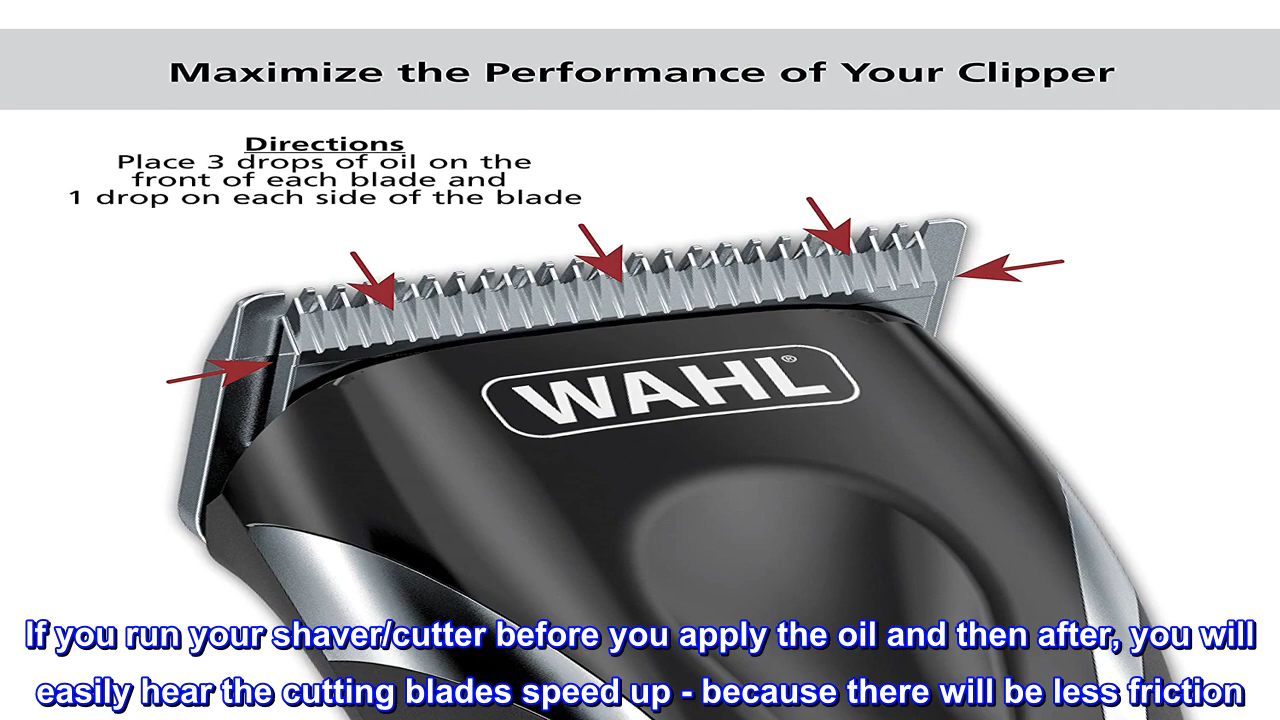 Maximize the Performance of Your Clipper
Directions
Place 3 drops of oil on the
front of each blade and
1 drop on each side of the blade
WAHL®
If you run your shaver/cutter before you apply the oil and then after, you will
easily hear the cutting blades speed up - because there will be less friction